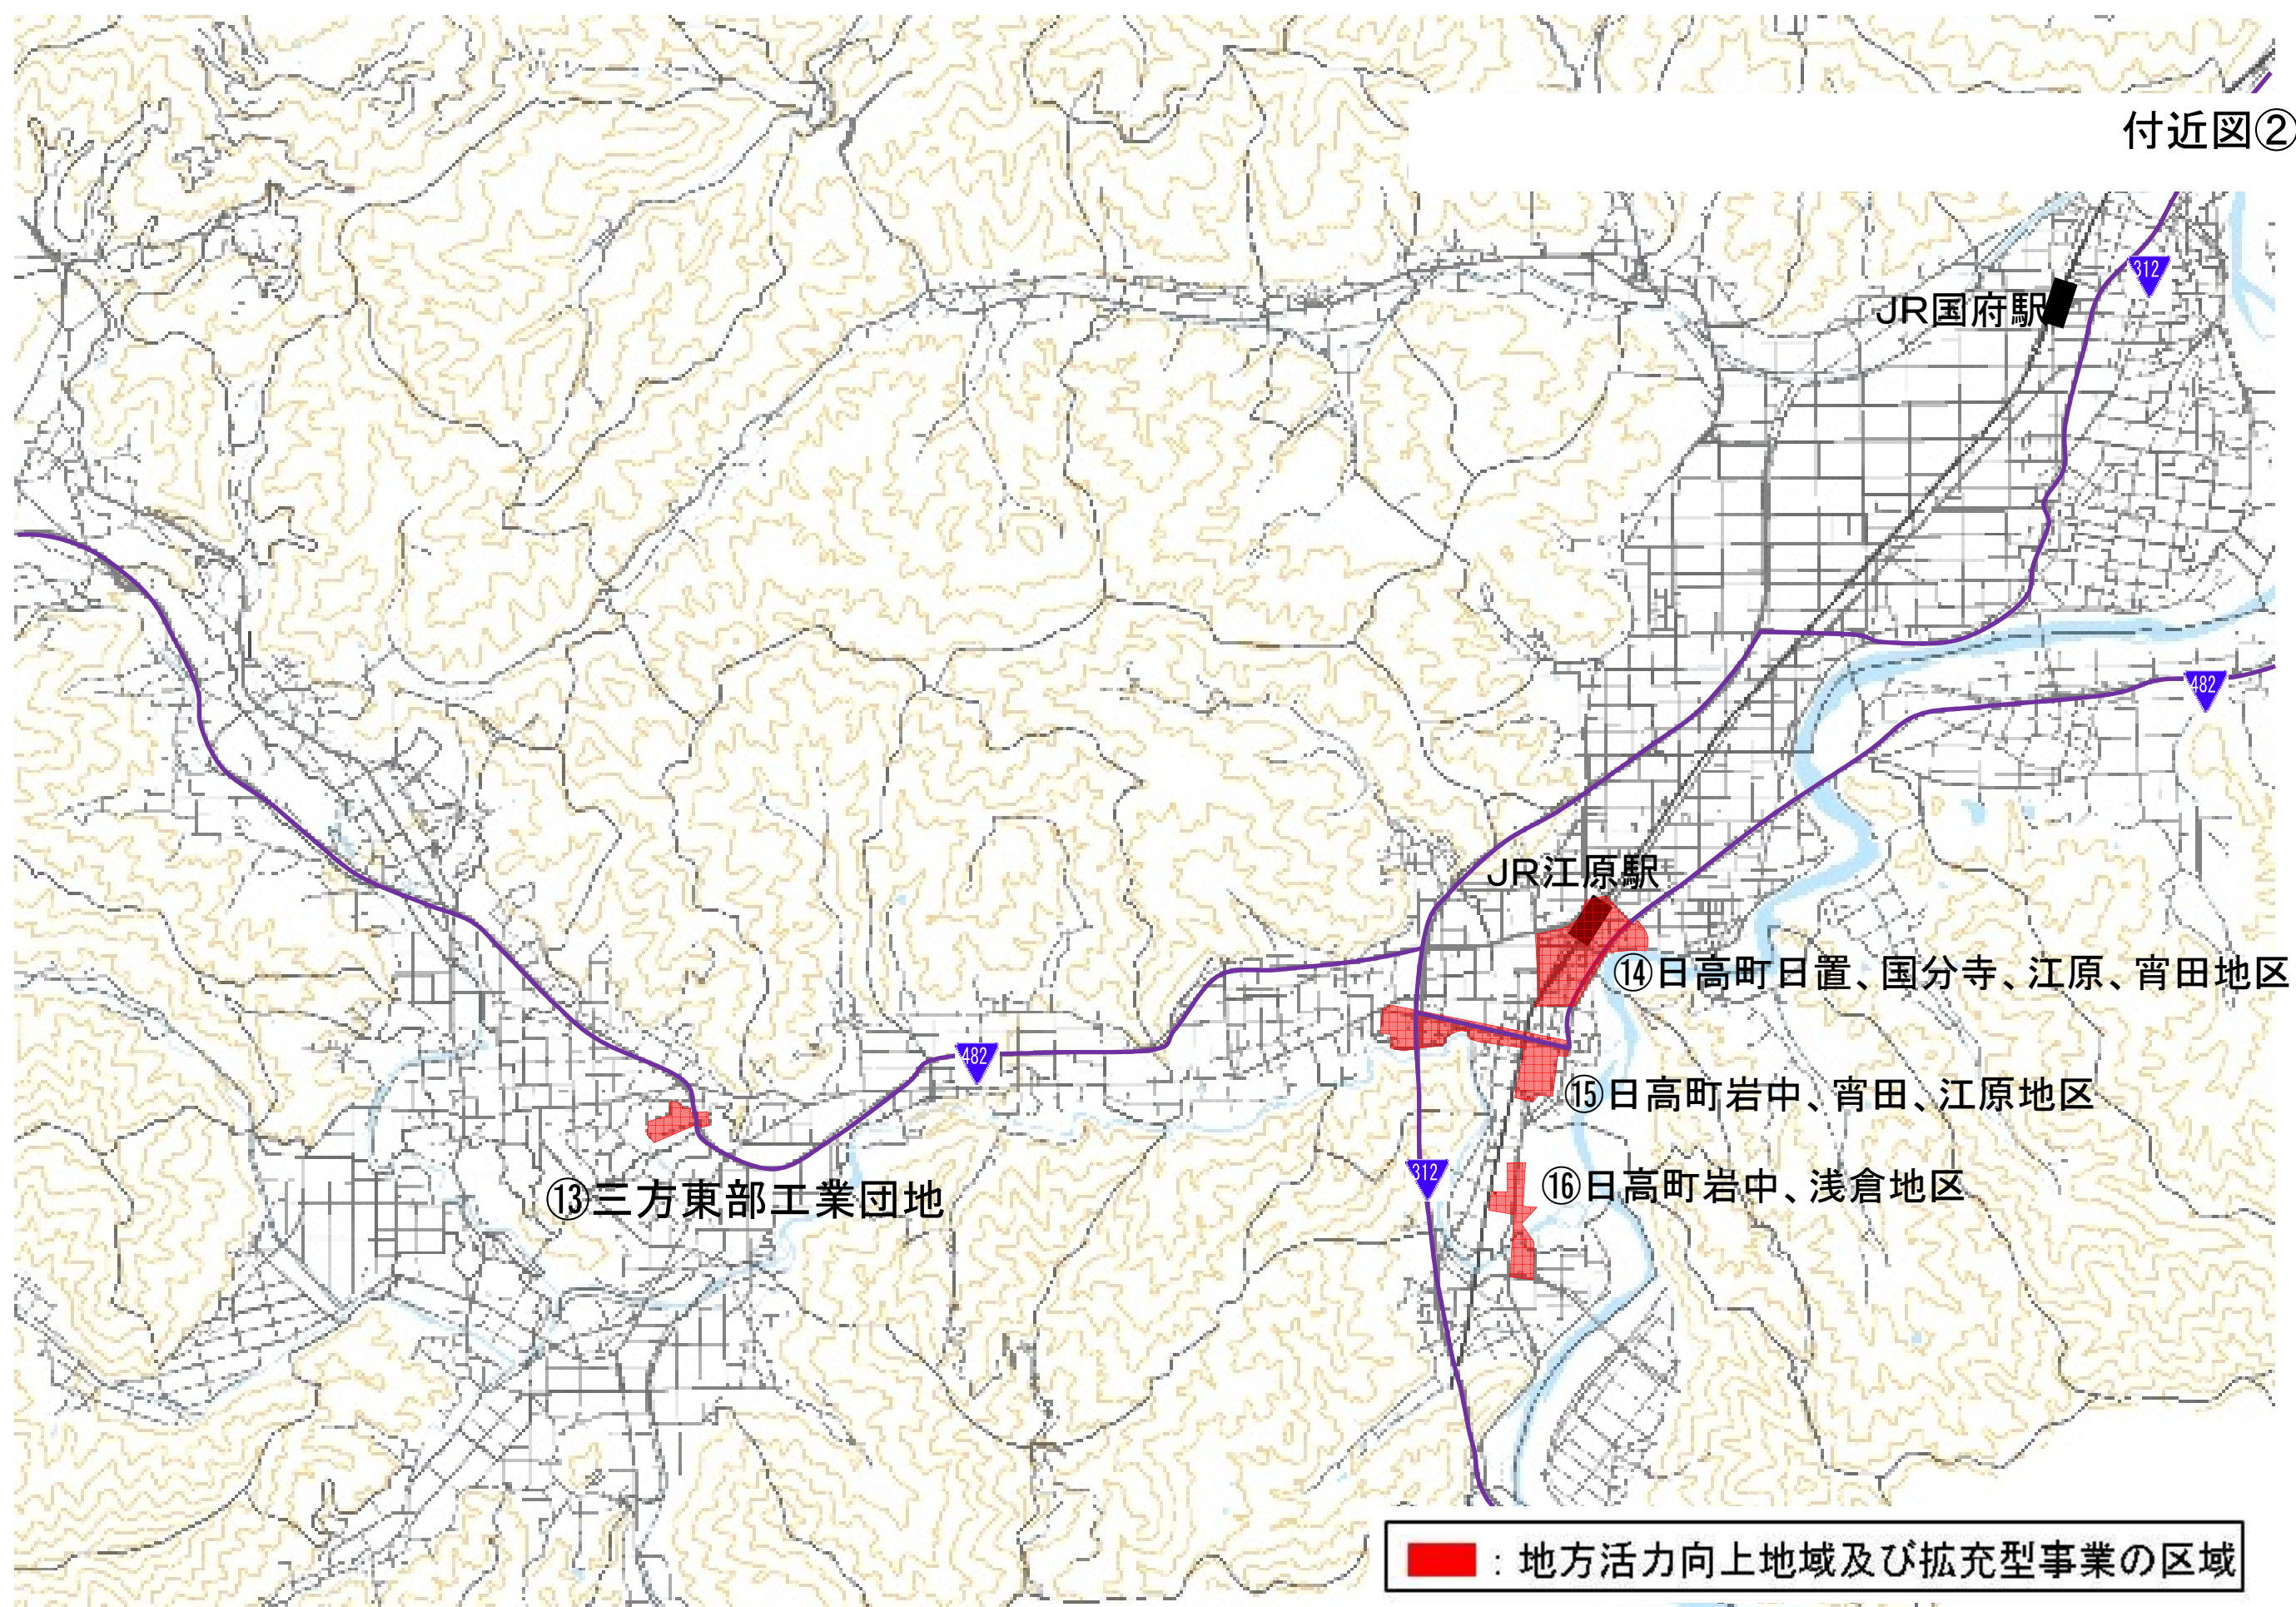 付近図②
312
JR国府駅
482
JR江原駅
⑭日高町日置、国分寺、江原、宵田地区
482
⑮日高町岩中、宵田、江原地区
312
⑯日高町岩中、浅倉地区
⑬三方東部工業団地
：地方活力向上地域及び拡充型事業の区域